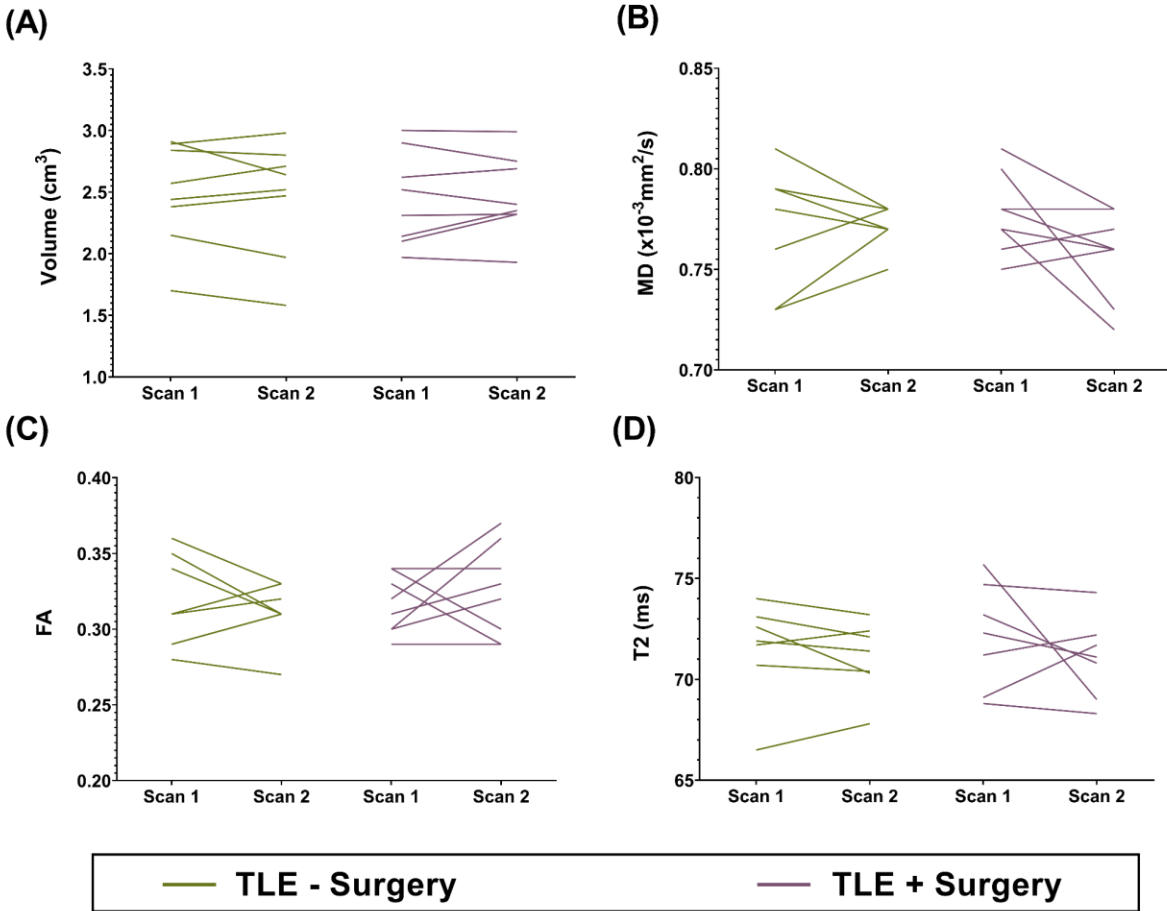 (A)
3.5
3.0
2.5
2.0
1.5
1.0
Volume (cm³)
Scan 1 Scan 2 Scan 1 Scan 2
(B)
0.85
0.80
0.75
0.70
MD (x10⁻³mm²/s)
Scan 1 Scan 2 Scan 1 Scan 2
(C)
0.40
0.35
0.30
0.25
0.20
FA
Scan 1 Scan 2 Scan 1 Scan 2
(D)
80
75
70
65
T2 (ms)
Scan 1 Scan 2 Scan 1 Scan 2
TLE - Surgery TLE + Surgery